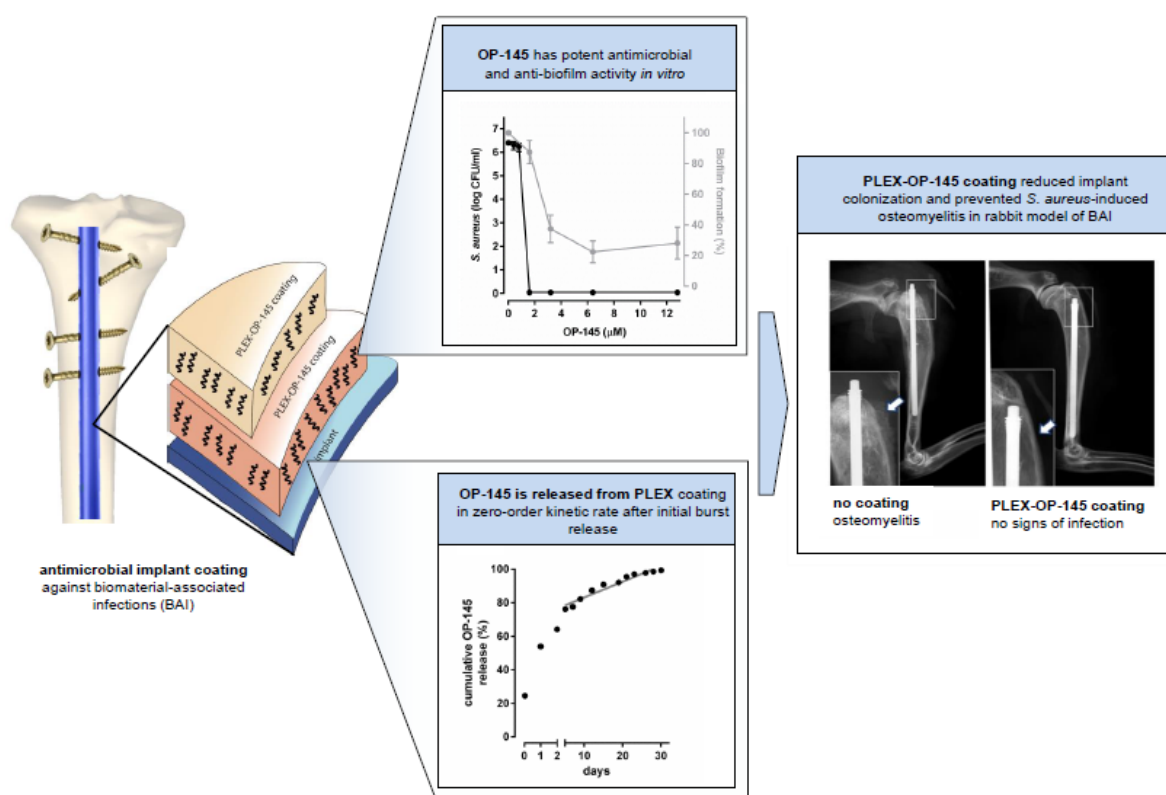 OP-145 has potent antimicrobial
and anti-biofilm activity in vitro
7
6
5
4
3
2
1
0
S. aureus (log CFU/ml)
100
80
60
40
20
0
Biofilm formation
(%)
0 2 4 6 8 10 12
OP-145 (µM)
PLEX-OP-145 coating
PLEX-OP-145 coating
implant
antimicrobial implant coating
against biomaterial-associated
infections (BAI)
OP-145 is released from PLEX coating
in zero-order kinetic rate after initial burst
release
100
80
60
40
20
0
cumulative OP-145
release (%)
0 1 2 10 20 30
days
PLEX-OP-145 coating reduced implant
colonization and prevented S. aureus-induced
osteomyelitis in rabbit model of BAI
no coating
osteomyelitis
PLEX-OP-145 coating
no signs of infection